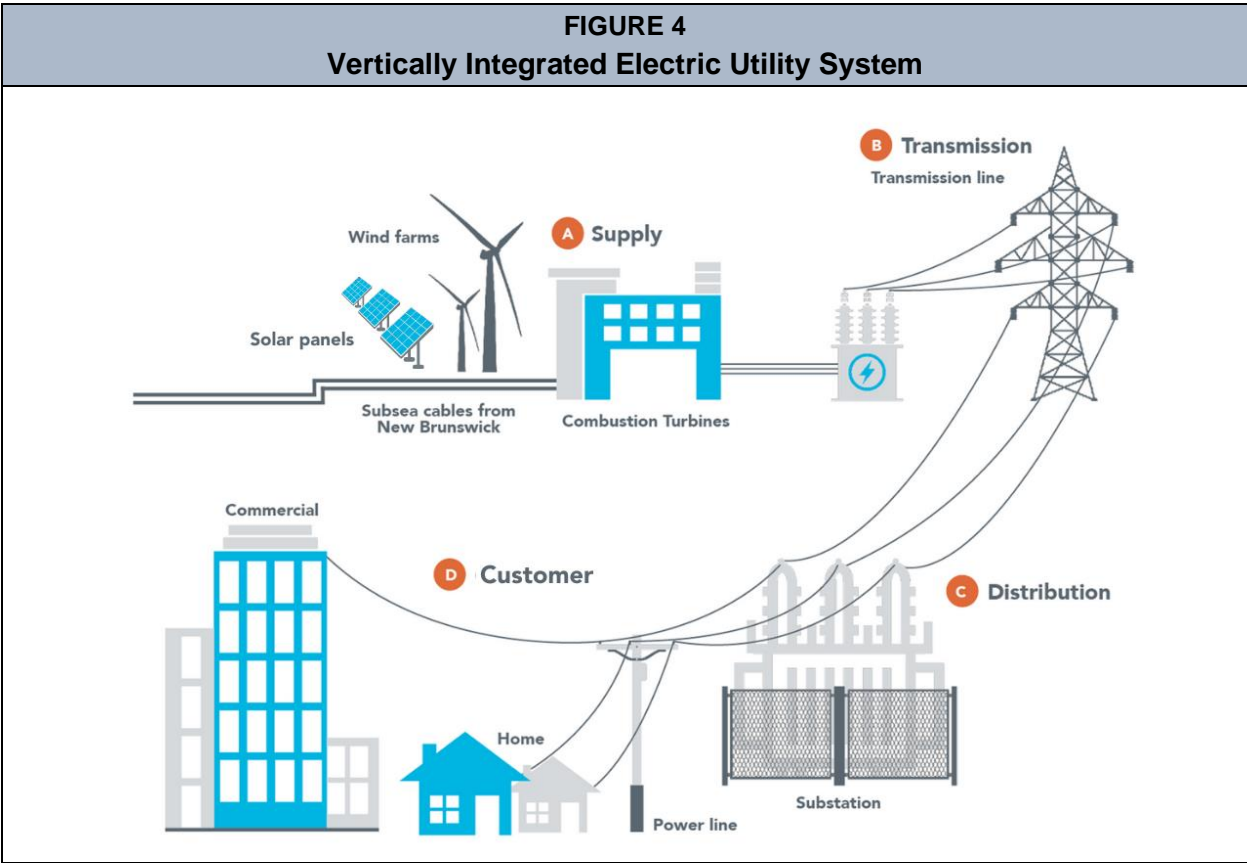 FIGURE 4
Vertically Integrated Electric Utility System
B Transmission
Transmission line
Wind farms
A Supply
Solar panels
Subsea cables from
New Brunswick
Combustion Turbines
Commercial
D Customer
C Distribution
Home
Substation
Power line